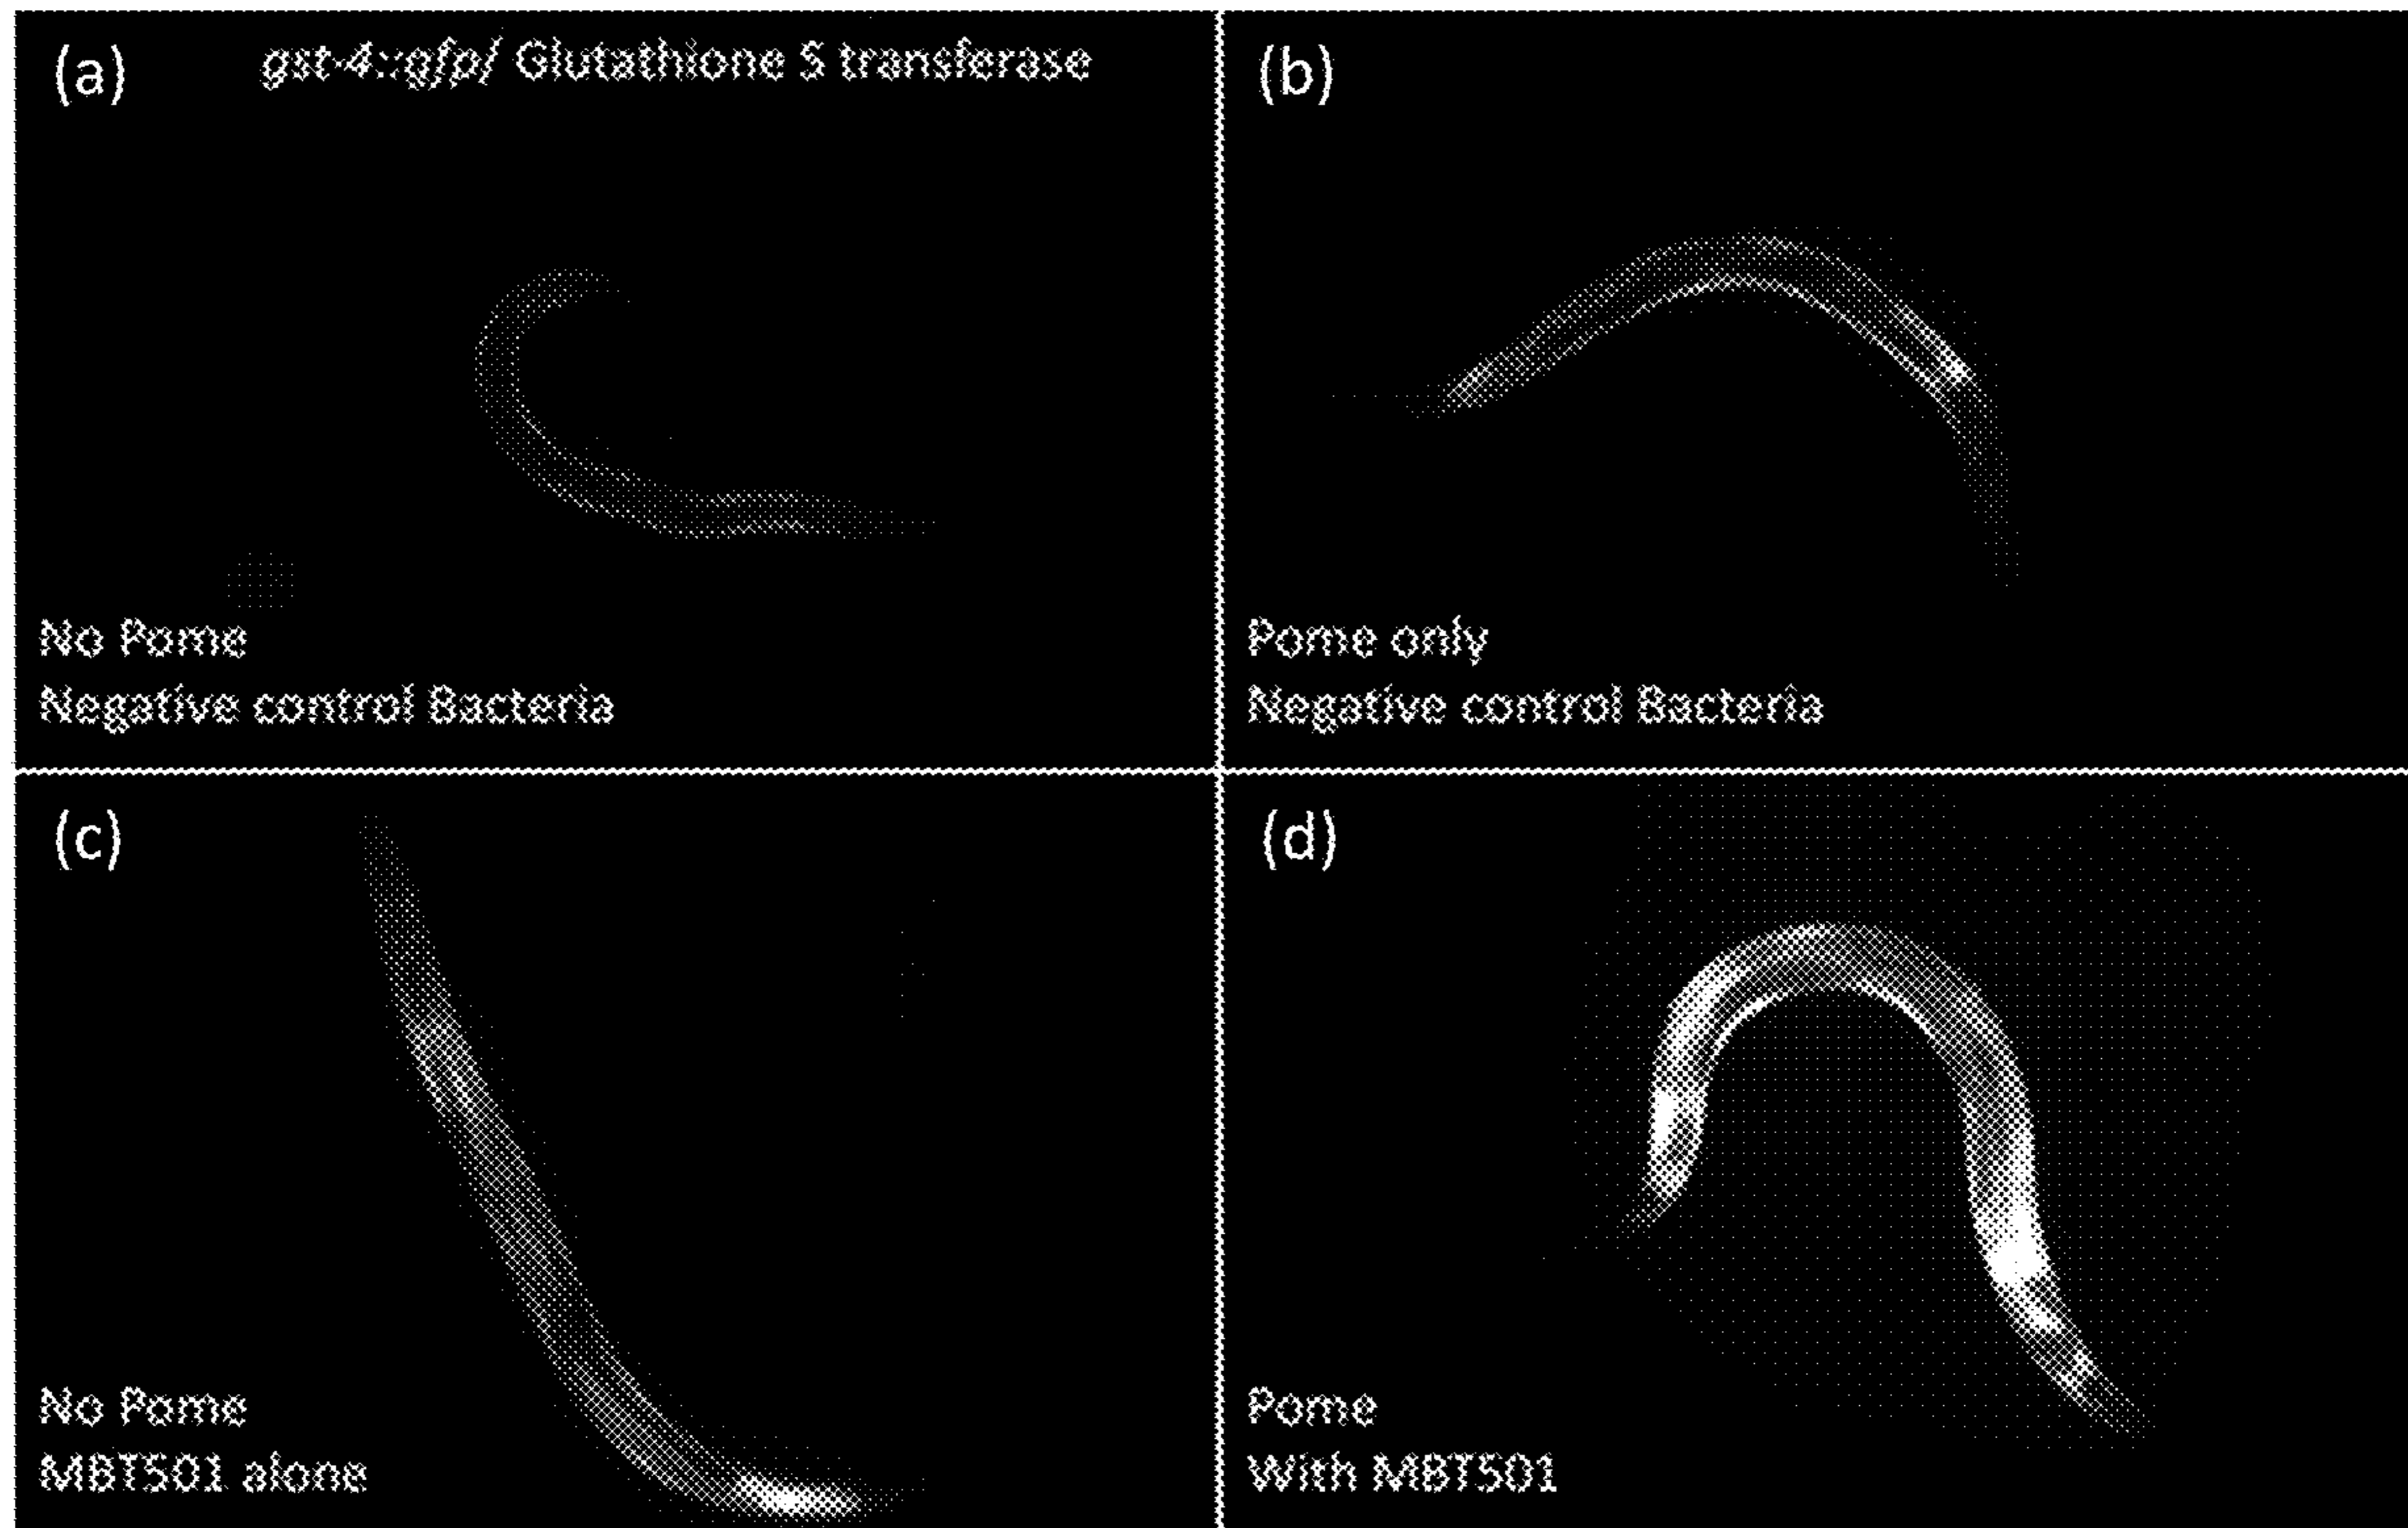 (a) gst-4::gfp/ Glutathione S transferase
No Pome
Negative control Bacteria
(b)
Pome only
Negative control Bacteria
(c)
No Pome
MBT501 alone
(d)
Pome
With MBT501